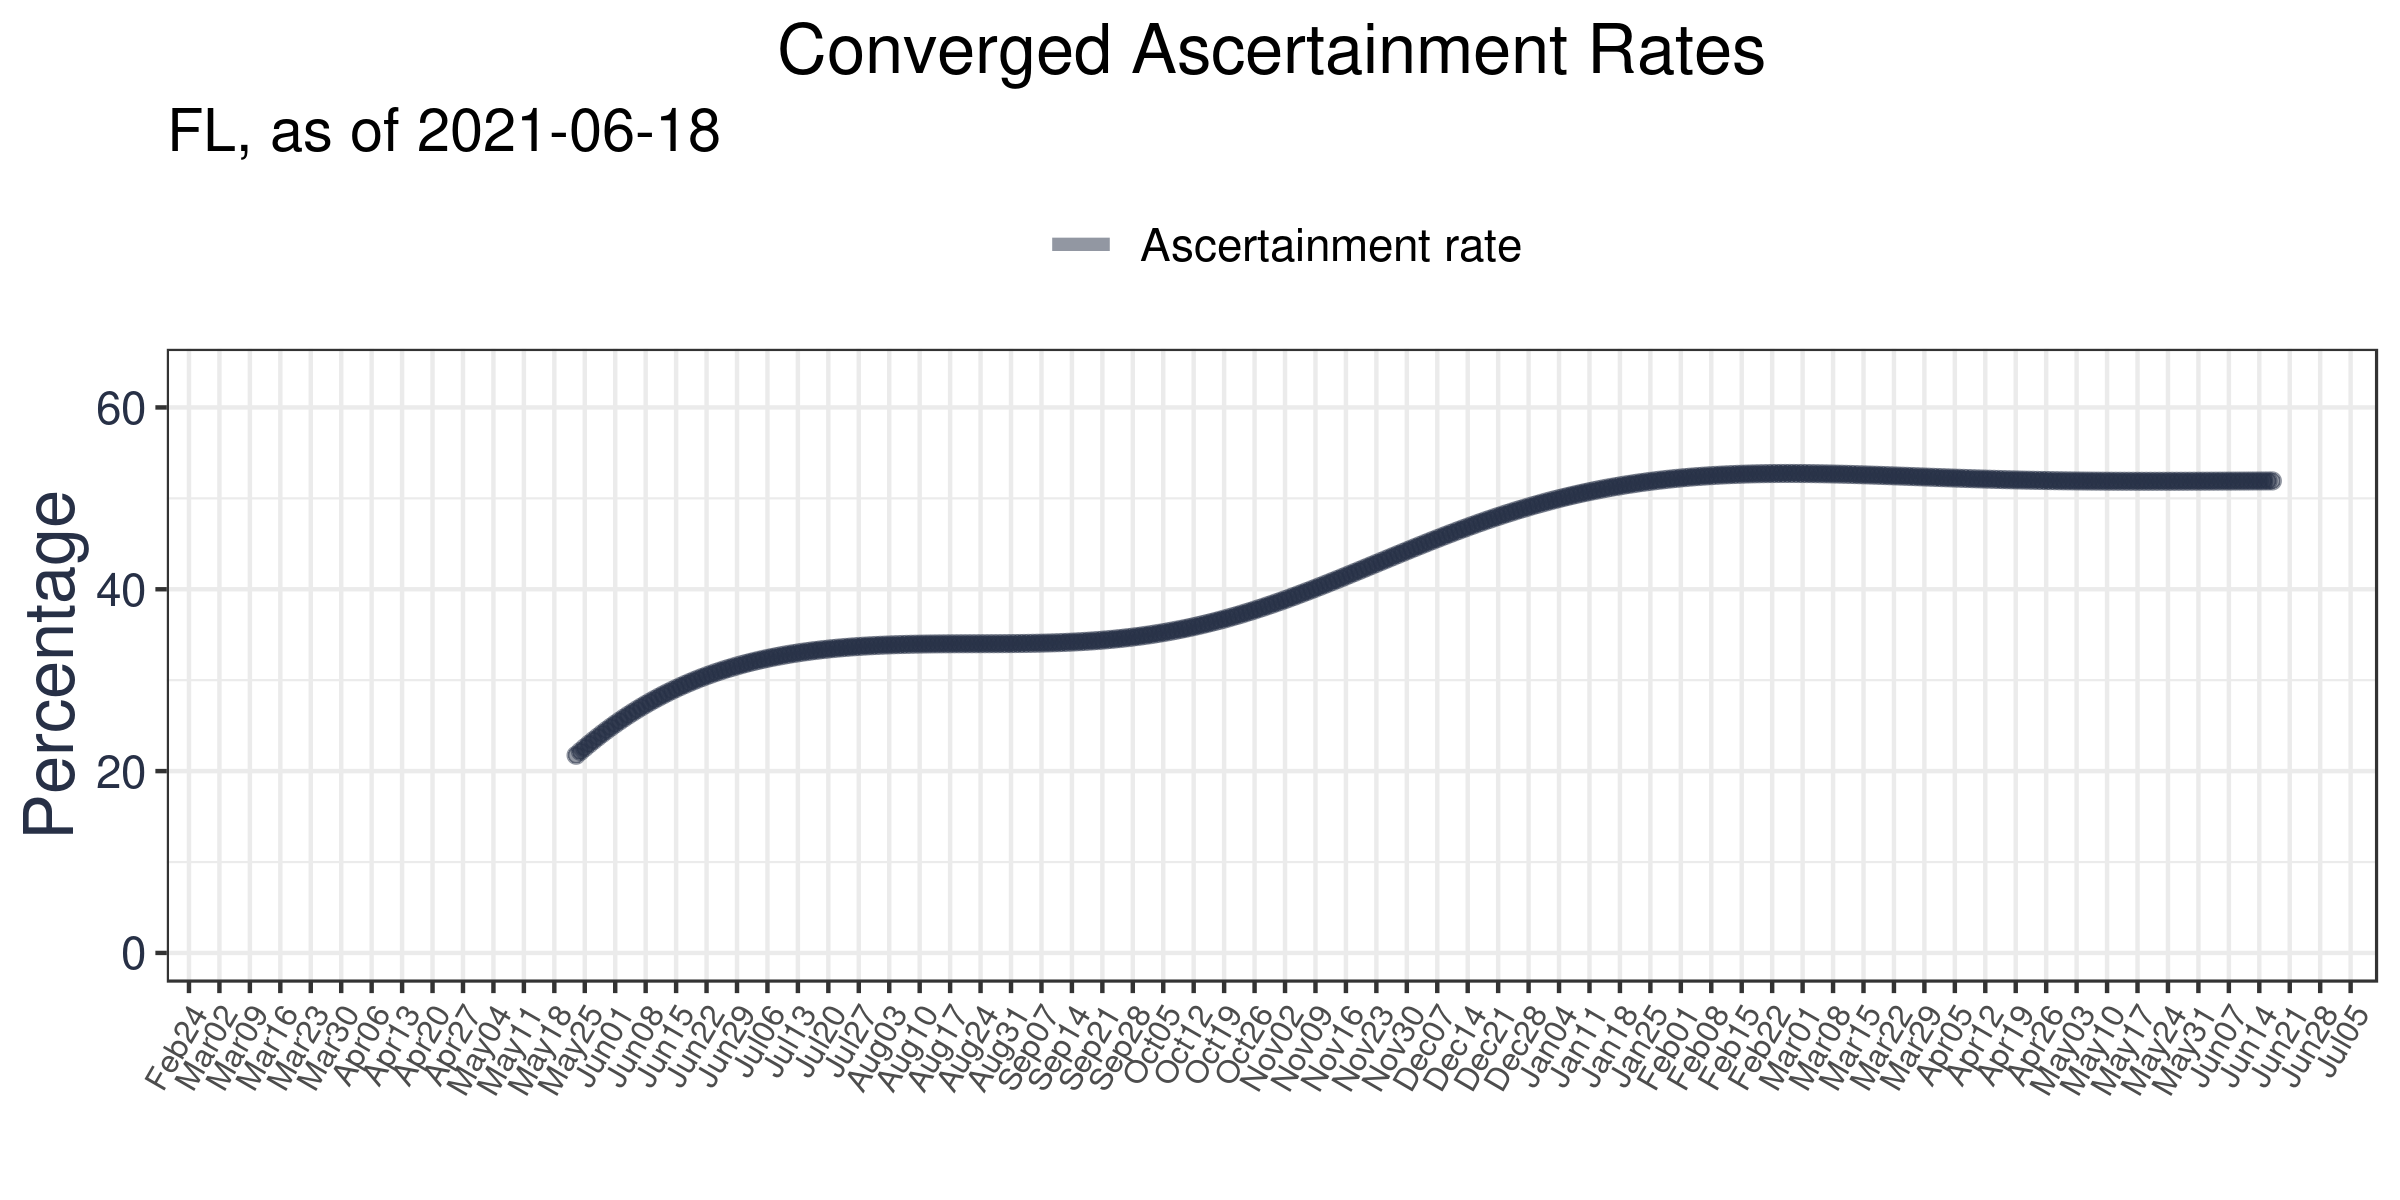 Converged Ascertainment Rates
FL, as of 2021-06-18
Ascertainment rate
Percentage
60
40
20
0
Feb24 Mar02 Mar09 Mar16 Mar23 Mar30 Apr06 Apr13 Apr20 Apr27 May04 May11 May18 May25 Jun01 Jun08 Jun15 Jun22 Jun29 Jul06 Jul13 Jul20 Jul27 Aug03 Aug10 Aug17 Aug24 Aug31 Sep07 Sep14 Sep21 Sep28 Oct05 Oct12 Oct19 Oct26 Nov02 Nov09 Nov16 Nov23 Nov30 Dec07 Dec14 Dec21 Dec28 Jan04 Jan11 Jan18 Jan25 Feb01 Feb08 Feb15 Feb22 Mar01 Mar08 Mar15 Mar22 Mar29 Apr05 Apr12 Apr19 Apr26 May03 May10 May17 May24 May31 Jun07 Jun14 Jun21 Jun28 Jul05